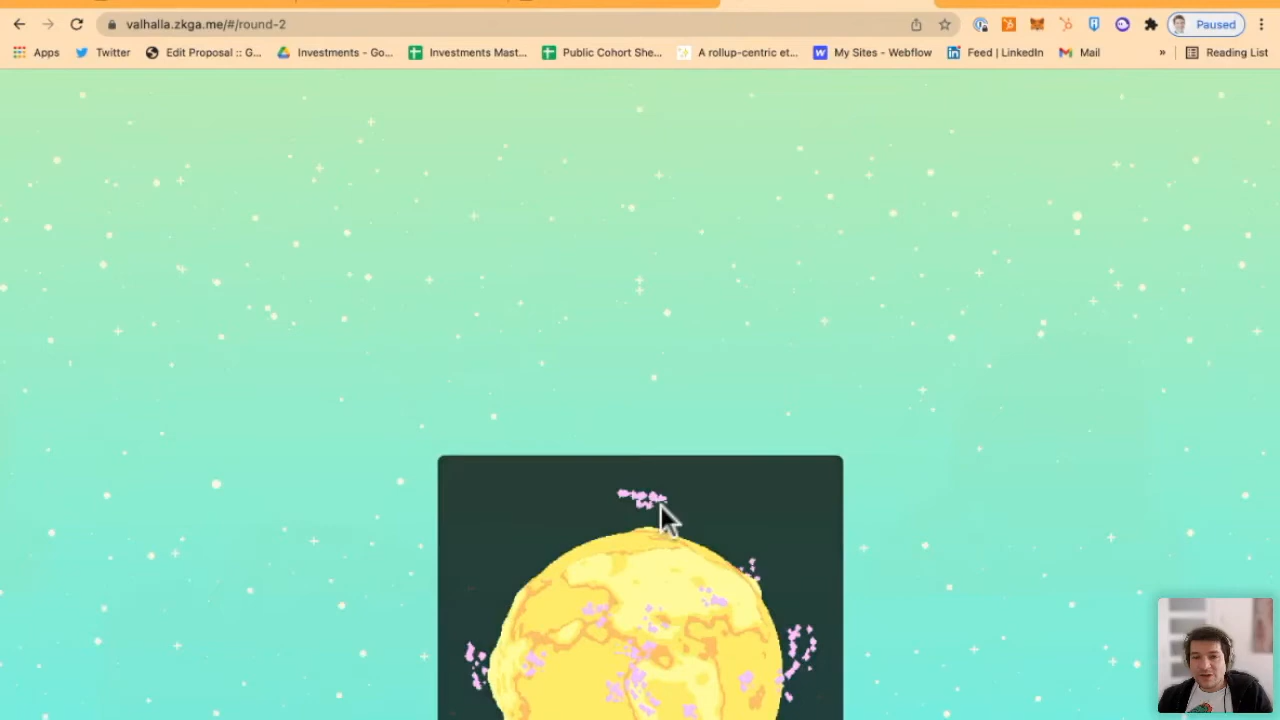 valhalla.zkga.me/#/round-2
Paused
Apps
Twitter
Edit Proposal :: G...
Investments - Go...
Investments Mast...
Public Cohort She...
A rollup-centric et...
My Sites - Webflow
Feed | LinkedIn
Mail
»
Reading List